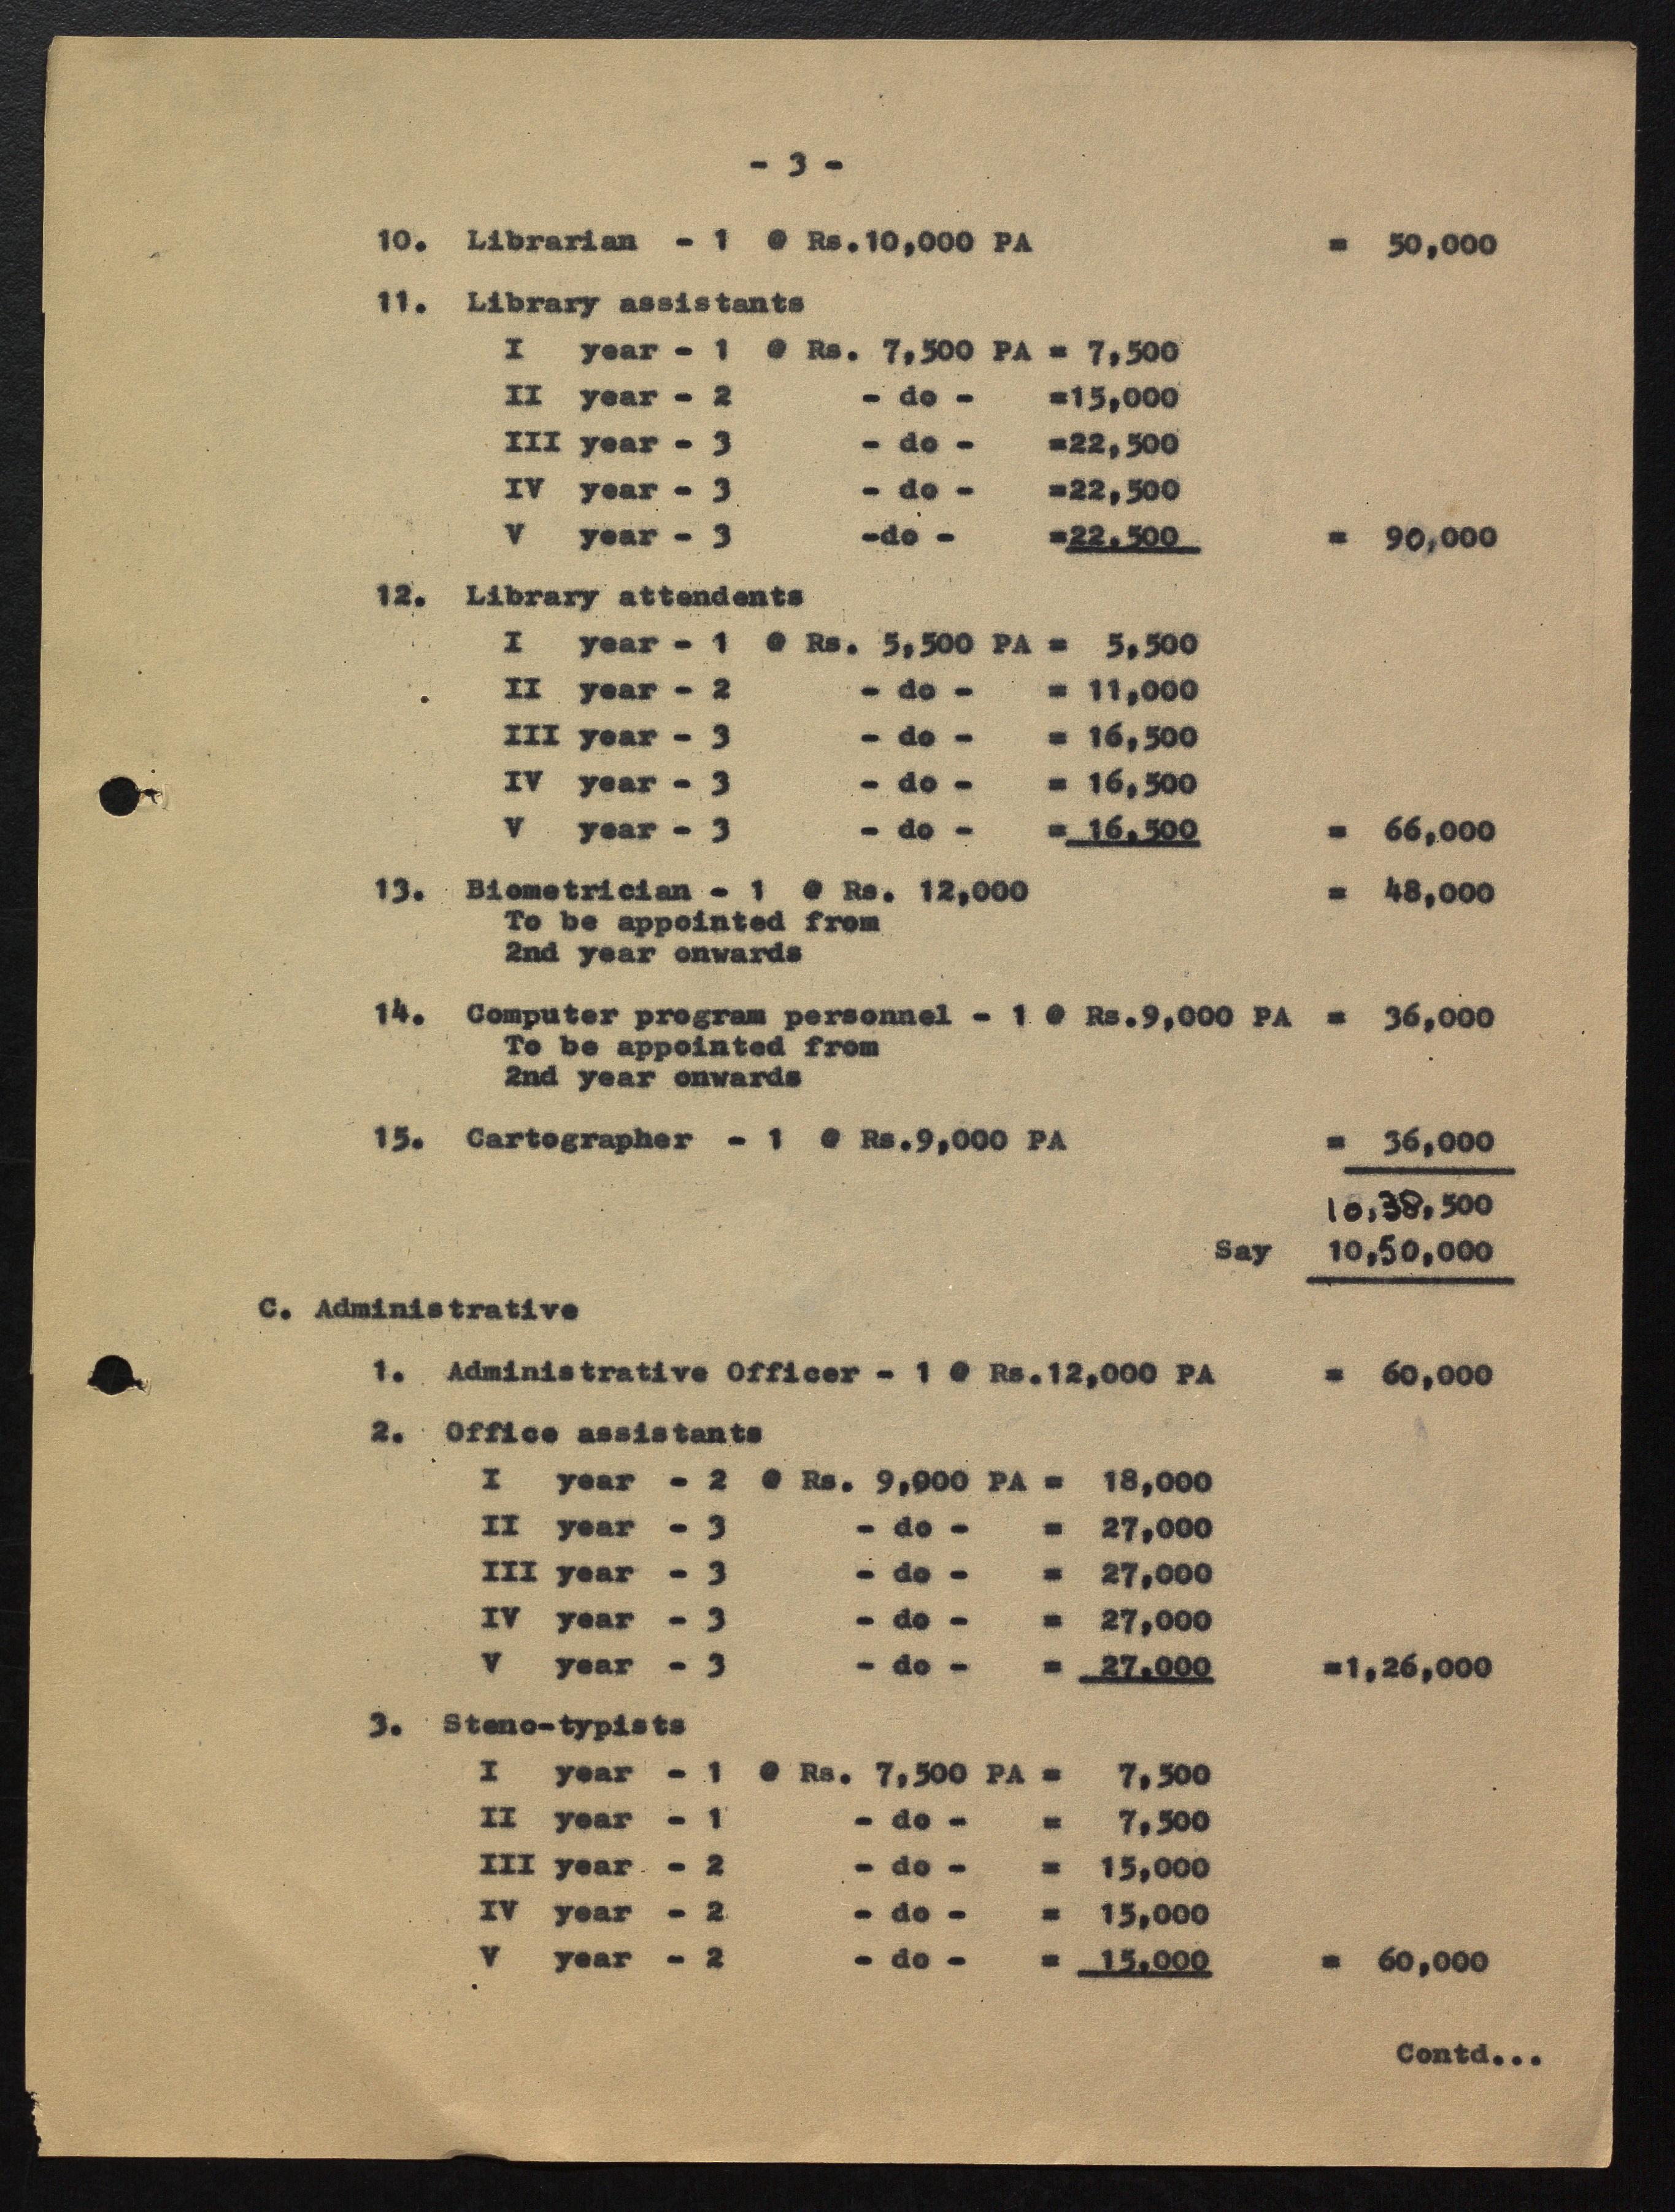 - 3 -
10. Librarian - 1 @ Rs.10,000 PA = 50,000
11. Library assistants
I year - 1 @ Rs. 7,500 PA = 7,500
II year - 2 - do - =15,000
III year - 3 - do - =22,500
IV year - 3 - do - =22,500
V year - 3 -do - =22,500 = 90,000
12. Library attendents
I year - 1 @ Rs. 5,500 PA = 5,500
II year - 2 - do - = 11,000
III year - 3 - do - = 16,500
IV year - 3 - do - = 16,500
V year - 3 - do - = 16,500 = 66,000
13. Biometrician - 1 @ Rs. 12,000 = 48,000
To be appointed from
2nd year onwards
14. Computer program personnel - 1 @ Rs.9,000 PA = 36,000
To be appointed from
2nd year onwards
15. Cartographer - 1 @ Rs.9,000 PA = 36,000
10,38,500
Say 10,50,000
C. Administrative
1. Administrative Officer - 1 @ Rs.12,000 PA = 60,000
2. Office assistants
I year - 2 @ Rs. 9,000 PA = 18,000
II year - 3 - do - = 27,000
III year - 3 - do - = 27,000
IV year - 3 - do - = 27,000
V year - 3 - do - = 27,000 =1,26,000
3. Steno-typists
I year - 1 @ Rs. 7,500 PA = 7,500
II year - 1 - do - = 7,500
III year - 2 - do - = 15,000
IV year - 2 - do - = 15,000
V year - 2 - do - = 15,000 = 60,000
Contd...